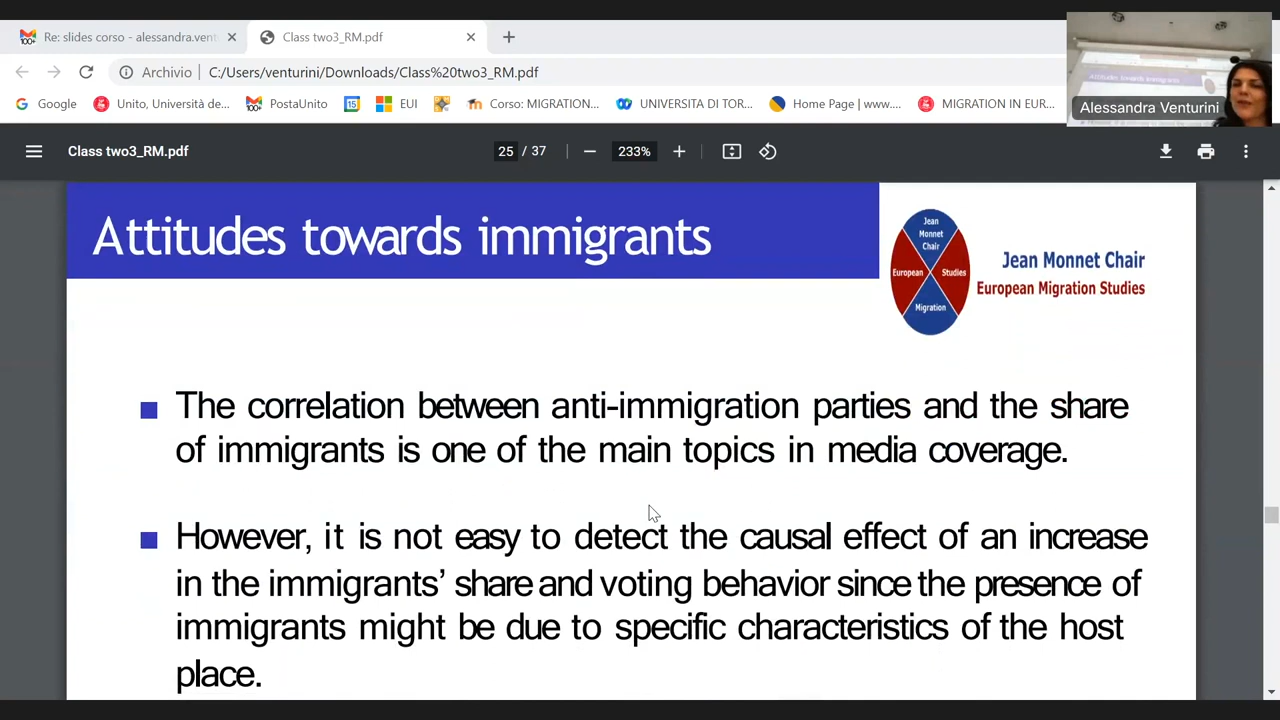 Re: slides corso - alessandra.vent
Class two3_RM.pdf
Archivio
C:/Users/venturini/Downloads/Class%20two3_RM.pdf
Google
Unito, Università de...
PostaUnito
EUI
Corso: MIGRATION...
UNIVERSITA DI TOR...
Home Page | www....
MIGRATION IN EUR...
Attitudes towards immigrants
Alessandra Venturini
Class two3_RM.pdf
25 / 37
233%
Attitudes towards immigrants
Jean
Monnet
Chair
European
Studies
Migration
Jean Monnet Chair
European Migration Studies
The correlation between anti-immigration parties and the share
of immigrants is one of the main topics in media coverage.
However, it is not easy to detect the causal effect of an increase
in the immigrants’ share and voting behavior since the presence of
immigrants might be due to specific characteristics of the host
place.